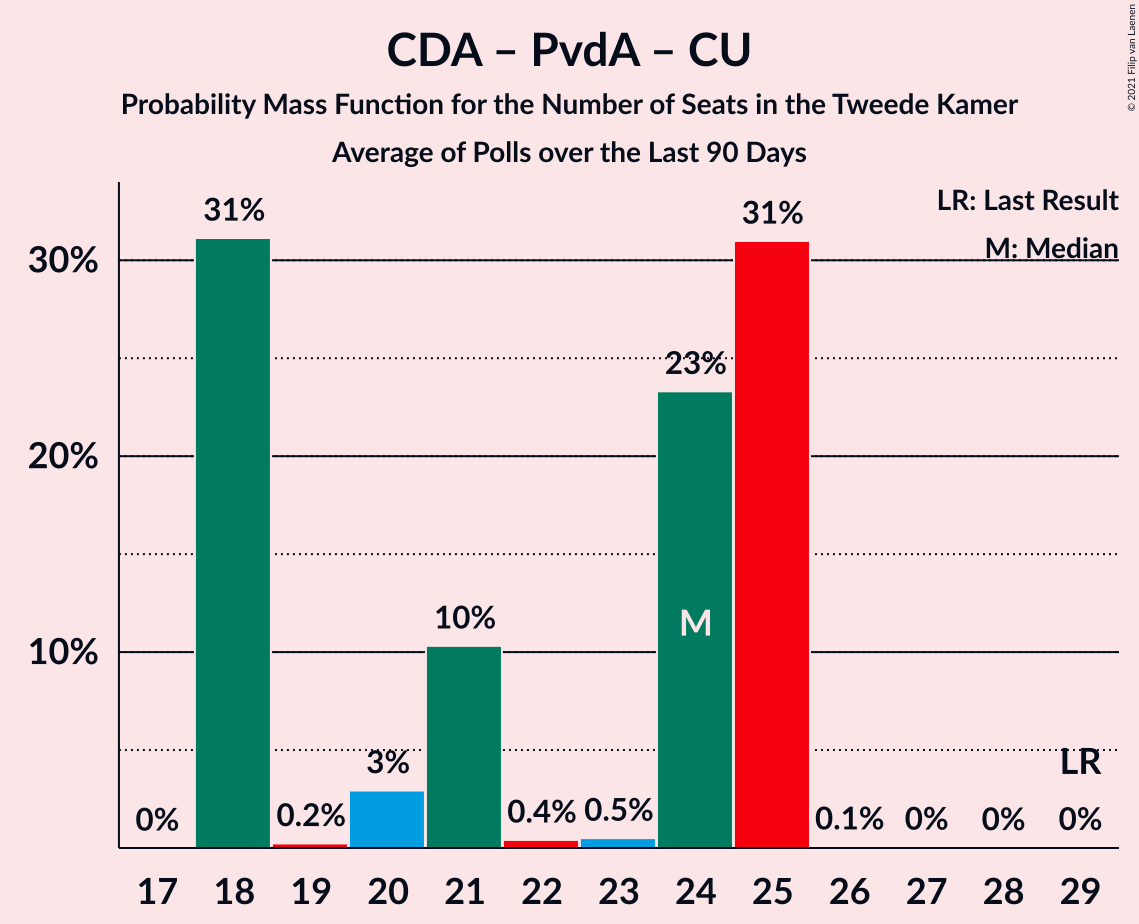 CDA – PvdA – CU
Probability Mass Function for the Number of Seats in the Tweede Kamer
Average of Polls over the Last 90 Days
© 2021 Filip van Laenen
LR: Last Result
M: Median
30%
20%
10%
0%
31%
0.2%
3%
10%
0.4%
0.5%
23%
M
31%
0.1%
0%
0%
LR
0%
17 18 19 20 21 22 23 24 25 26 27 28 29